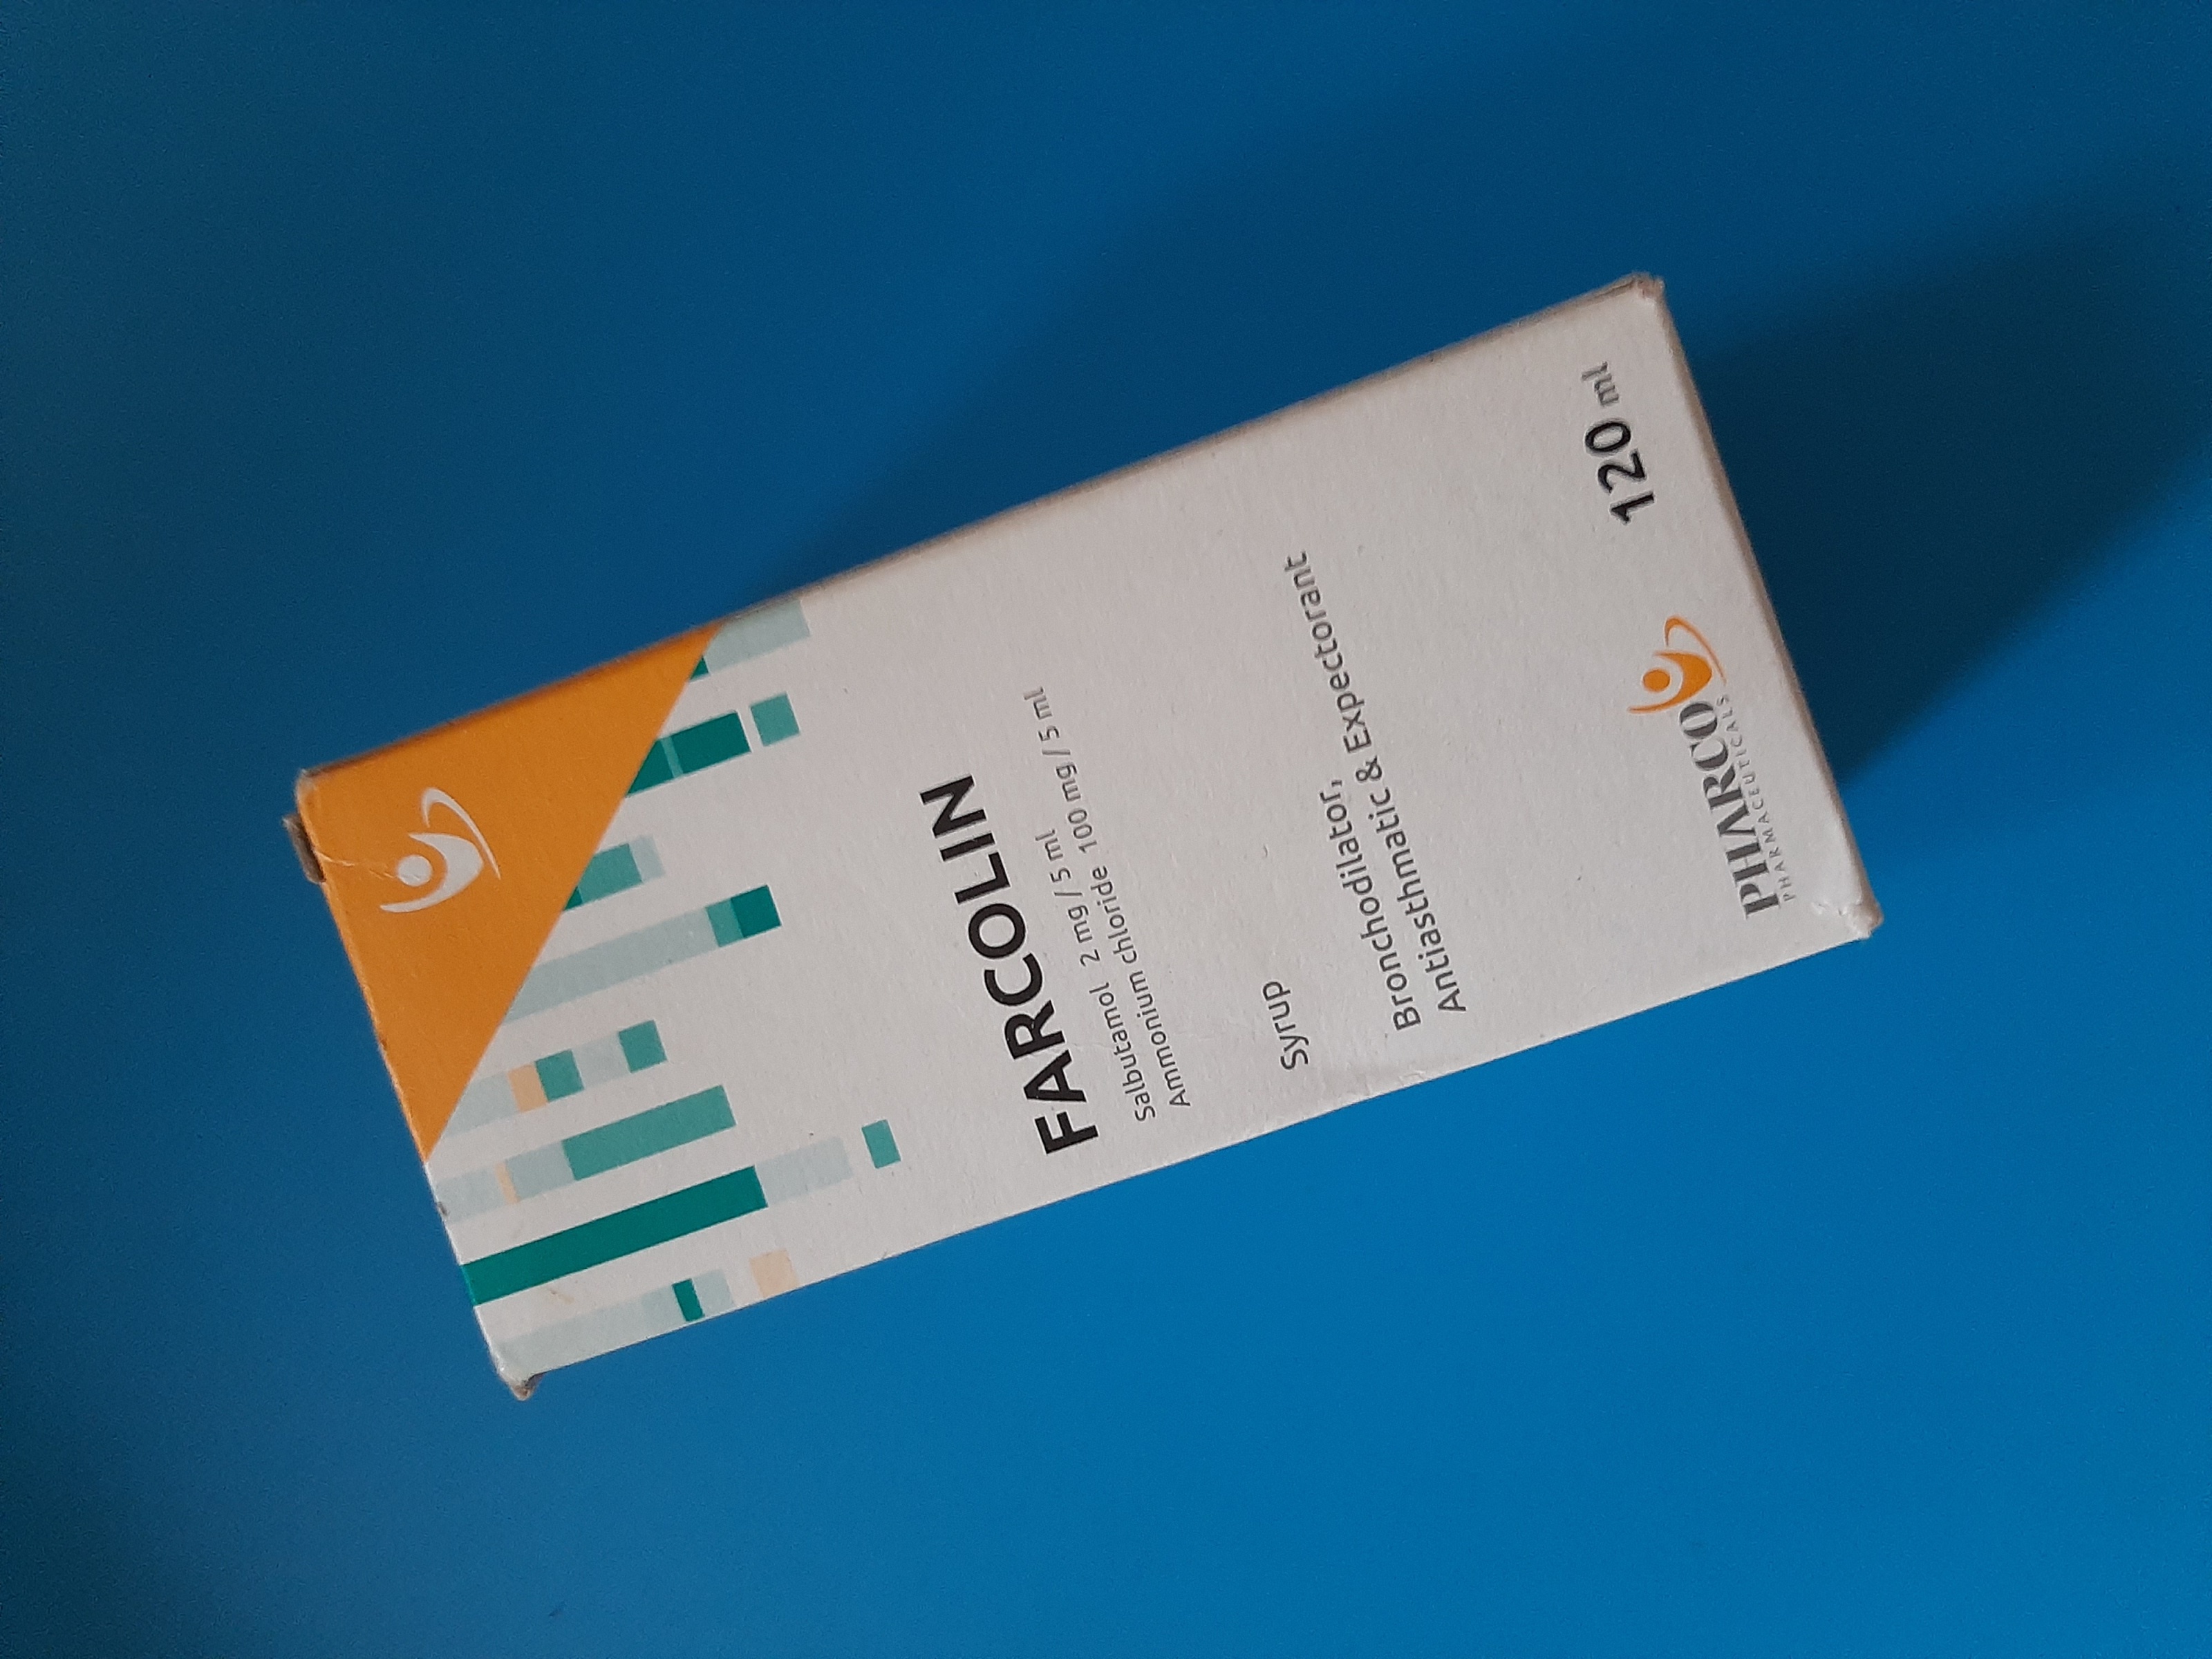 FARCOLIN
Salbutamol 2 mg / 5 ml
Ammonium chloride 100 mg / 5 ml
Syrup
Bronchodilator,
Antiasthmatic & Expectorant
120 ml
PHARCO
PHARMACEUTICALS